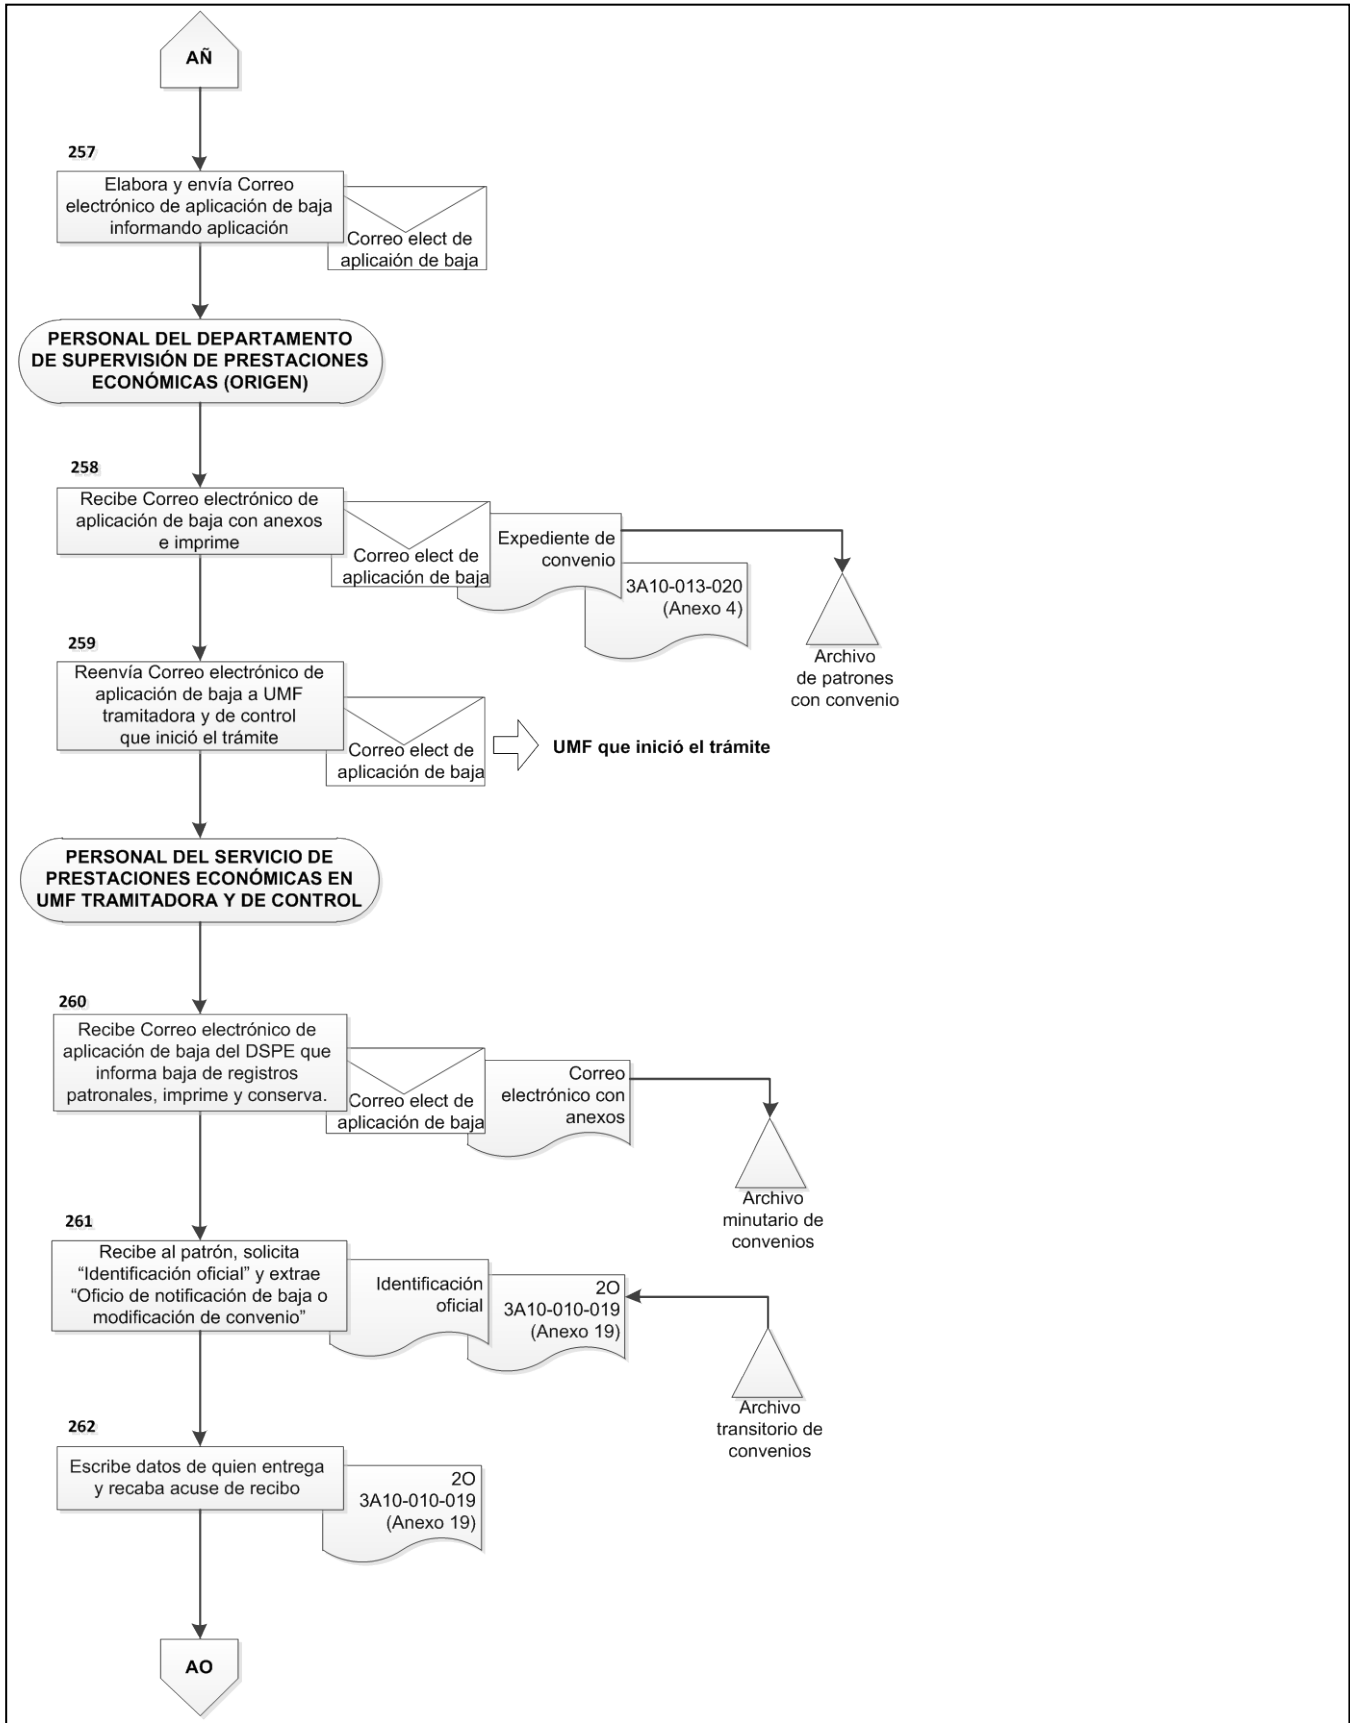 AÑ
257
Elabora y envía Correo
electrónico de aplicación de baja
informando aplicación
Correo elect de
aplicaión de baja
PERSONAL DEL DEPARTAMENTO
DE SUPERVISIÓN DE PRESTACIONES
ECONÓMICAS (ORIGEN)
258
Recibe Correo electrónico de
aplicación de baja con anexos
e imprime
Correo elect de
aplicación de baja
Expediente de
convenio
3A10-013-020
(Anexo 4)
Archivo
de patrones
con convenio
259
Reenvía Correo electrónico de
aplicación de baja a UMF
tramitadora y de control
que inició el trámite
Correo elect de
aplicación de baja
UMF que inició el trámite
PERSONAL DEL SERVICIO DE
PRESTACIONES ECONÓMICAS EN
UMF TRAMITADORA Y DE CONTROL
260
Recibe Correo electrónico de
aplicación de baja del DSPE que
informa baja de registros
patronales, imprime y conserva.
Correo elect de
aplicación de baja
Correo
electrónico con
anexos
Archivo
minutario de
convenios
261
Recibe al patrón, solicita
“Identificación oficial” y extrae
“Oficio de notificación de baja o
modificación de convenio”
Identificación
oficial
2O
3A10-010-019
(Anexo 19)
Archivo
transitorio de
convenios
262
Escribe datos de quien entrega
y recaba acuse de recibo
2O
3A10-010-019
(Anexo 19)
AO